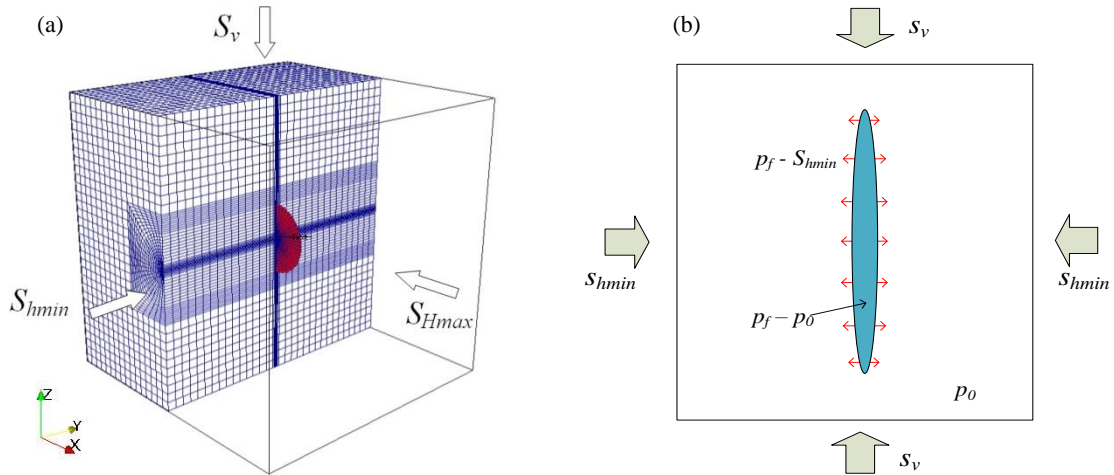 (a)
S_v
S_hmin
S_Hmax
Z
Y
X
(b)
s_v
p_f - S_hmin
s_hmin
s_hmin
p_f – p_0
p_0
s_v